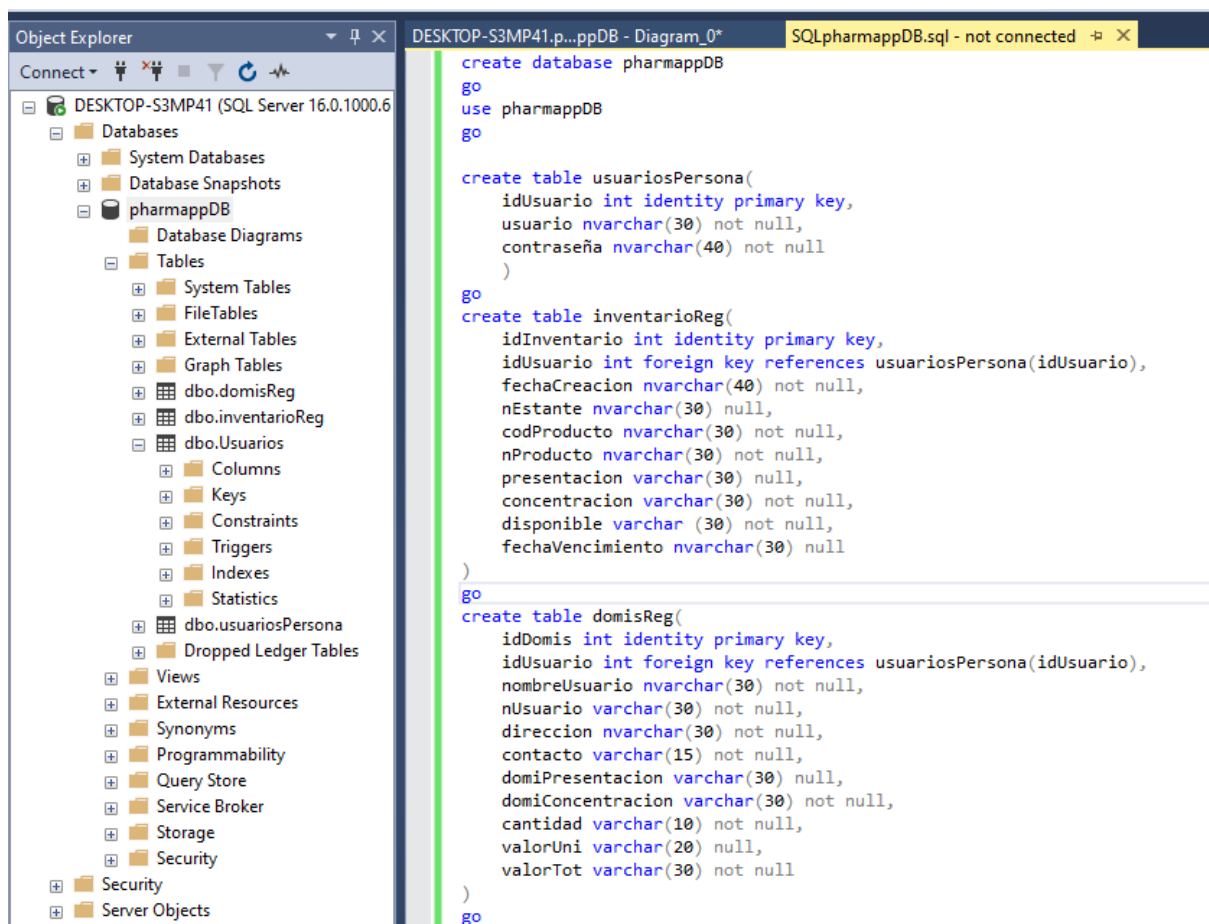 Object Explorer
Connect
DESKTOP-S3MP41 (SQL Server 16.0.1000.6
Databases
System Databases
Database Snapshots
pharmappDB
Database Diagrams
Tables
System Tables
FileTables
External Tables
Graph Tables
dbo.domisReg
dbo.inventarioReg
dbo.Usuarios
Columns
Keys
Constraints
Triggers
Indexes
Statistics
dbo.usuariosPersona
Dropped Ledger Tables
Views
External Resources
Synonyms
Programmability
Query Store
Service Broker
Storage
Security
Security
Server Objects
DESKTOP-S3MP41.p...ppDB - Diagram_0*
SQLpharmappDB.sql - not connected
create database pharmappDB
go
use pharmappDB
go
create table usuariosPersona(
idUsuario int identity primary key,
usuario nvarchar(30) not null,
contraseña nvarchar(40) not null
)
go
create table inventarioReg(
idInventario int identity primary key,
idUsuario int foreign key references usuariosPersona(idUsuario),
fechaCreacion nvarchar(40) not null,
nEstante nvarchar(30) null,
codProducto nvarchar(30) not null,
nProducto nvarchar(30) not null,
presentacion varchar(30) null,
concentracion varchar(30) not null,
disponible varchar (30) not null,
fechaVencimiento nvarchar(30) null
)
go
create table domisReg(
idDomis int identity primary key,
idUsuario int foreign key references usuariosPersona(idUsuario),
nombreUsuario nvarchar(30) not null,
nUsuario varchar(30) not null,
direccion nvarchar(30) not null,
contacto varchar(15) not null,
domiPresentacion varchar(30) null,
domiConcentracion varchar(30) not null,
cantidad varchar(10) not null,
valorUni varchar(20) null,
valorTot varchar(30) not null
)
go